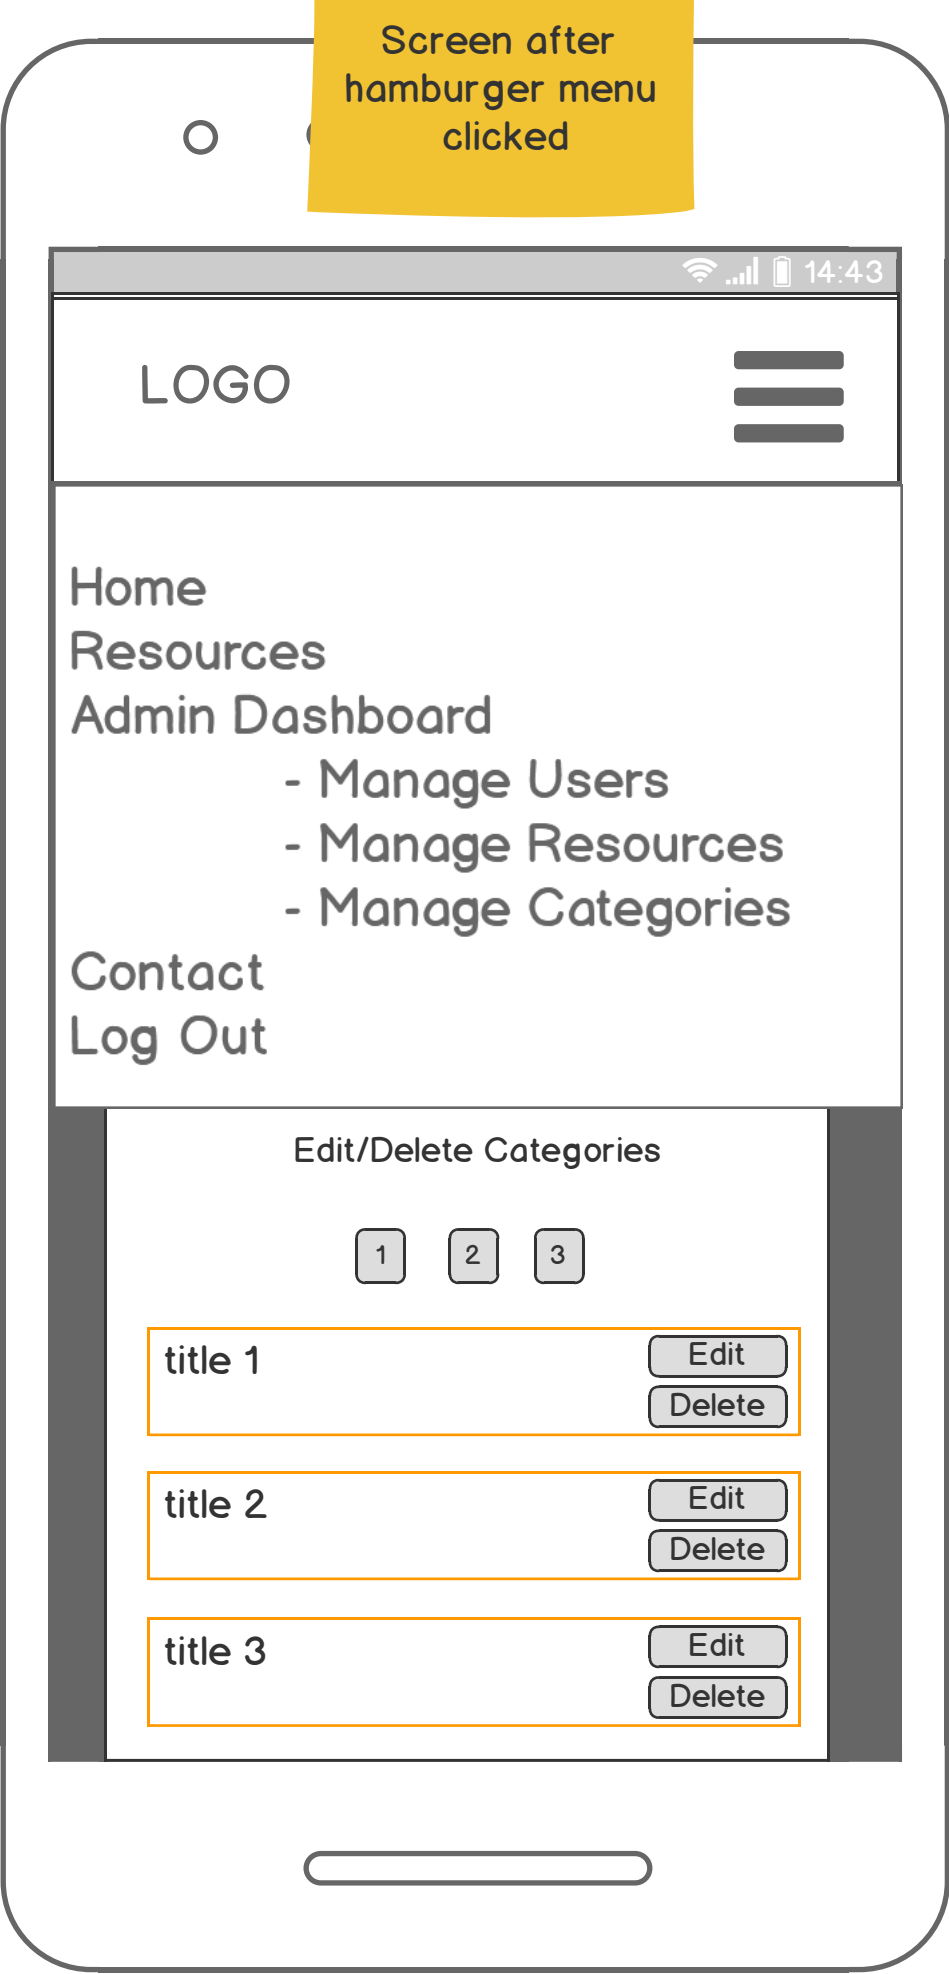 Screen after
hamburger menu
clicked
14:43
LOGO
Home
Resources
Admin Dashboard
- Manage Users
- Manage Resources
- Manage Categories
Contact
Log Out
Edit/Delete Categories
1 2 3
title 1 Edit
Delete
title 2 Edit
Delete
title 3 Edit
Delete